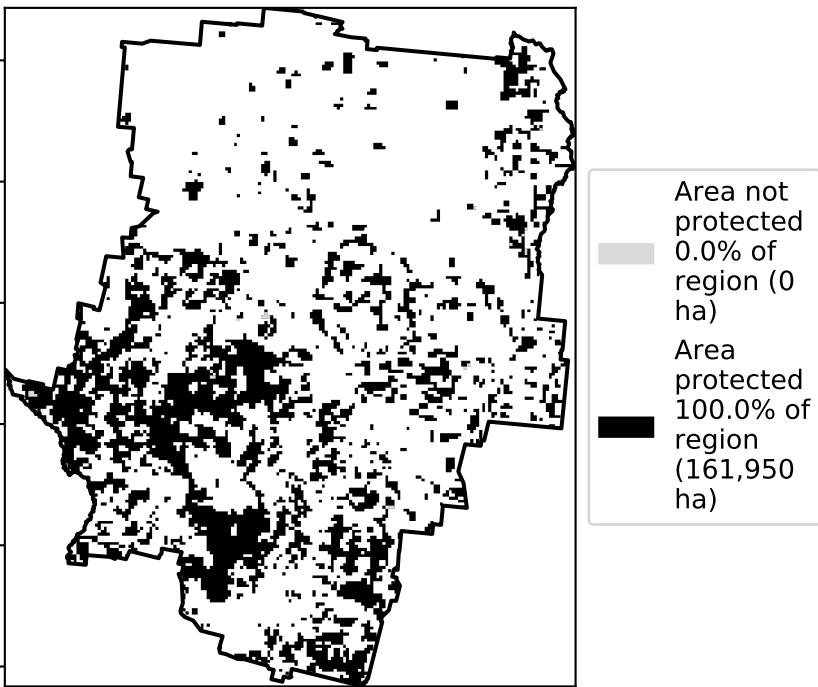 Area not
protected
0.0% of
region (0
ha)
Area
protected
100.0% of
region
(161,950
ha)